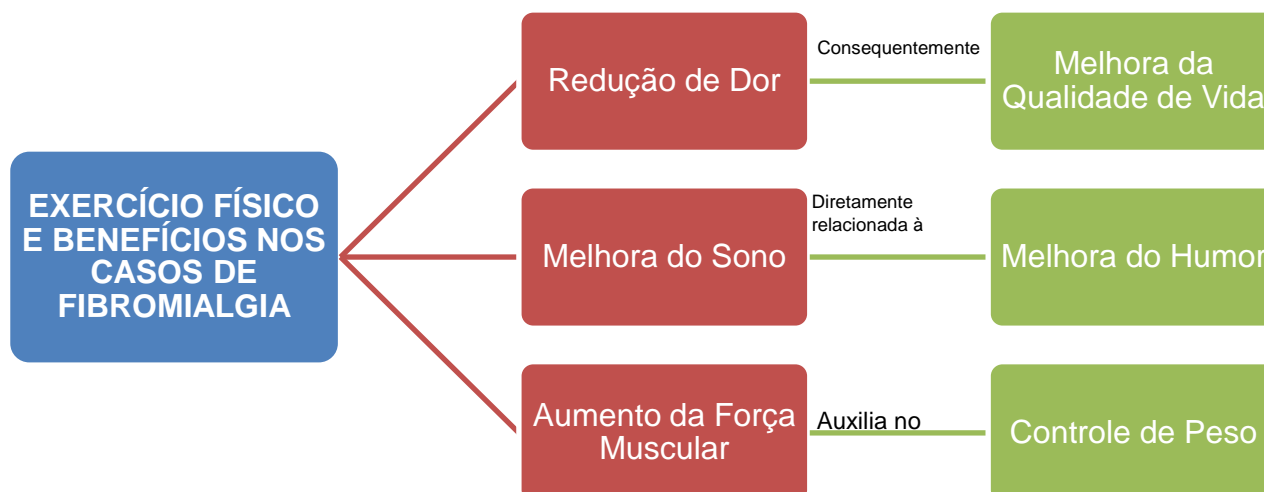 EXERCÍCIO FÍSICO
E BENEFÍCIOS NOS
CASOS DE
FIBROMIALGIA
Redução de Dor
Consequentemente
Melhora da
Qualidade de Vida
Melhora do Sono
Diretamente
relacionada à
Melhora do Humor
Aumento da Força
Muscular
Auxilia no
Controle de Peso